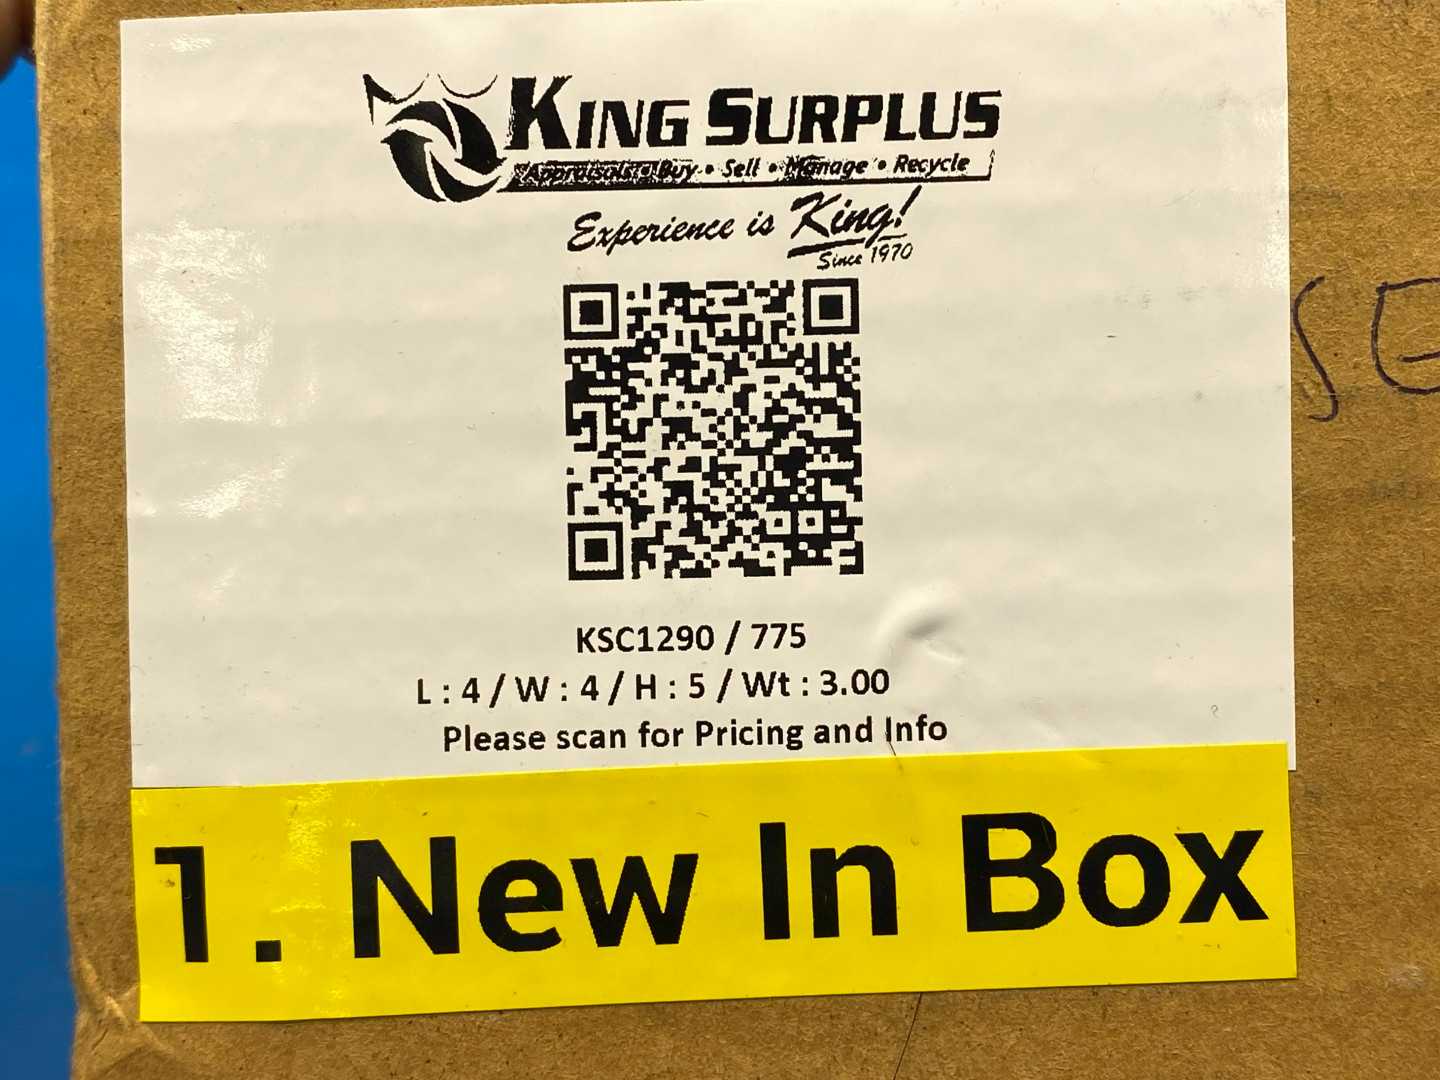 KING SURPLUS
Appraisals • Buy • Sell • Manage • Recycle
Experience is King!
Since 1970
KSC1290 / 775
L : 4 / W : 4 / H : 5 / Wt : 3.00
Please scan for Pricing and Info
1. New In Box
SE